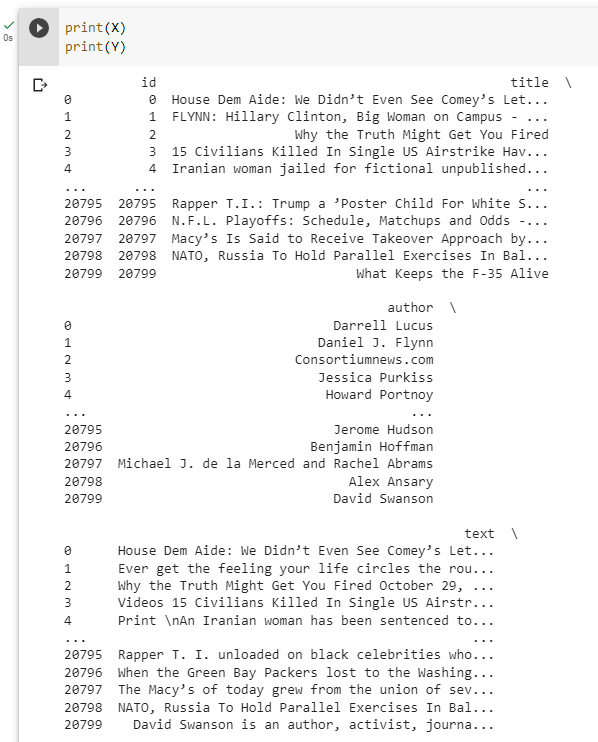 print(X)
print(Y)
0s
id title \
0 0 House Dem Aide: We Didn’t Even See Comey’s Let...
1 1 FLYNN: Hillary Clinton, Big Woman on Campus - ...
2 2 Why the Truth Might Get You Fired
3 3 15 Civilians Killed In Single US Airstrike Hav...
4 4 Iranian woman jailed for fictional unpublished...
... ... ...
20795 20795 Rapper T.I.: Trump a ’Poster Child For White S...
20796 20796 N.F.L. Playoffs: Schedule, Matchups and Odds -...
20797 20797 Macy’s Is Said to Receive Takeover Approach by...
20798 20798 NATO, Russia To Hold Parallel Exercises In Bal...
20799 20799 What Keeps the F-35 Alive
author \
0 Darrell Lucus
1 Daniel J. Flynn
2 Consortiumnews.com
3 Jessica Purkiss
4 Howard Portnoy
... ...
20795 Jerome Hudson
20796 Benjamin Hoffman
20797 Michael J. de la Merced and Rachel Abrams
20798 Alex Ansary
20799 David Swanson
text \
0 House Dem Aide: We Didn’t Even See Comey’s Let...
1 Ever get the feeling your life circles the rou...
2 Why the Truth Might Get You Fired October 29, ...
3 Videos 15 Civilians Killed In Single US Airstr...
4 Print \nAn Iranian woman has been sentenced to...
... ...
20795 Rapper T. I. unloaded on black celebrities who...
20796 When the Green Bay Packers lost to the Washing...
20797 The Macy’s of today grew from the union of sev...
20798 NATO, Russia To Hold Parallel Exercises In Bal...
20799 David Swanson is an author, activist, journa...